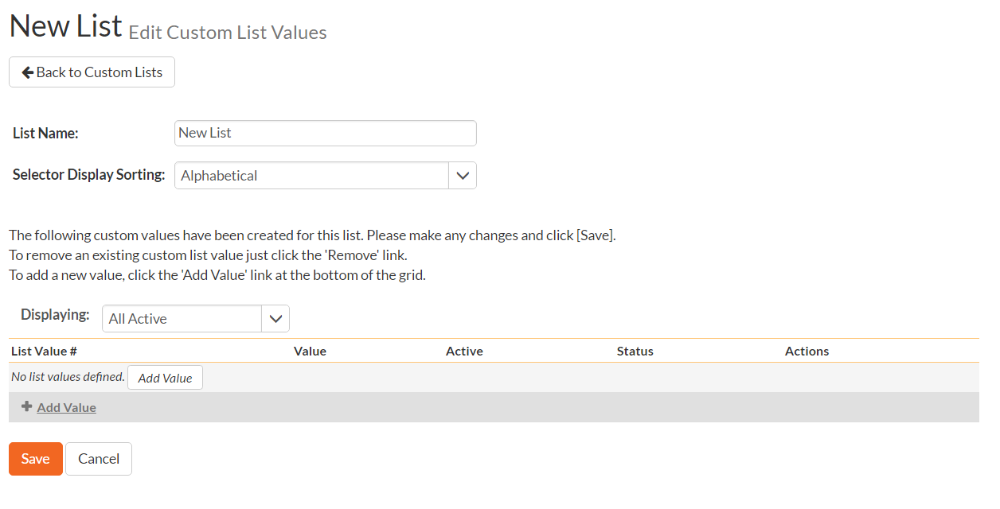 New List Edit Custom List Values
Back to Custom Lists
List Name: New List
Selector Display Sorting: Alphabetical
The following custom values have been created for this list. Please make any changes and click [Save].
To remove an existing custom list value just click the 'Remove' link.
To add a new value, click the 'Add Value' link at the bottom of the grid.
Displaying: All Active
List Value # Value Active Status Actions
No list values defined. Add Value
Add Value
Save Cancel